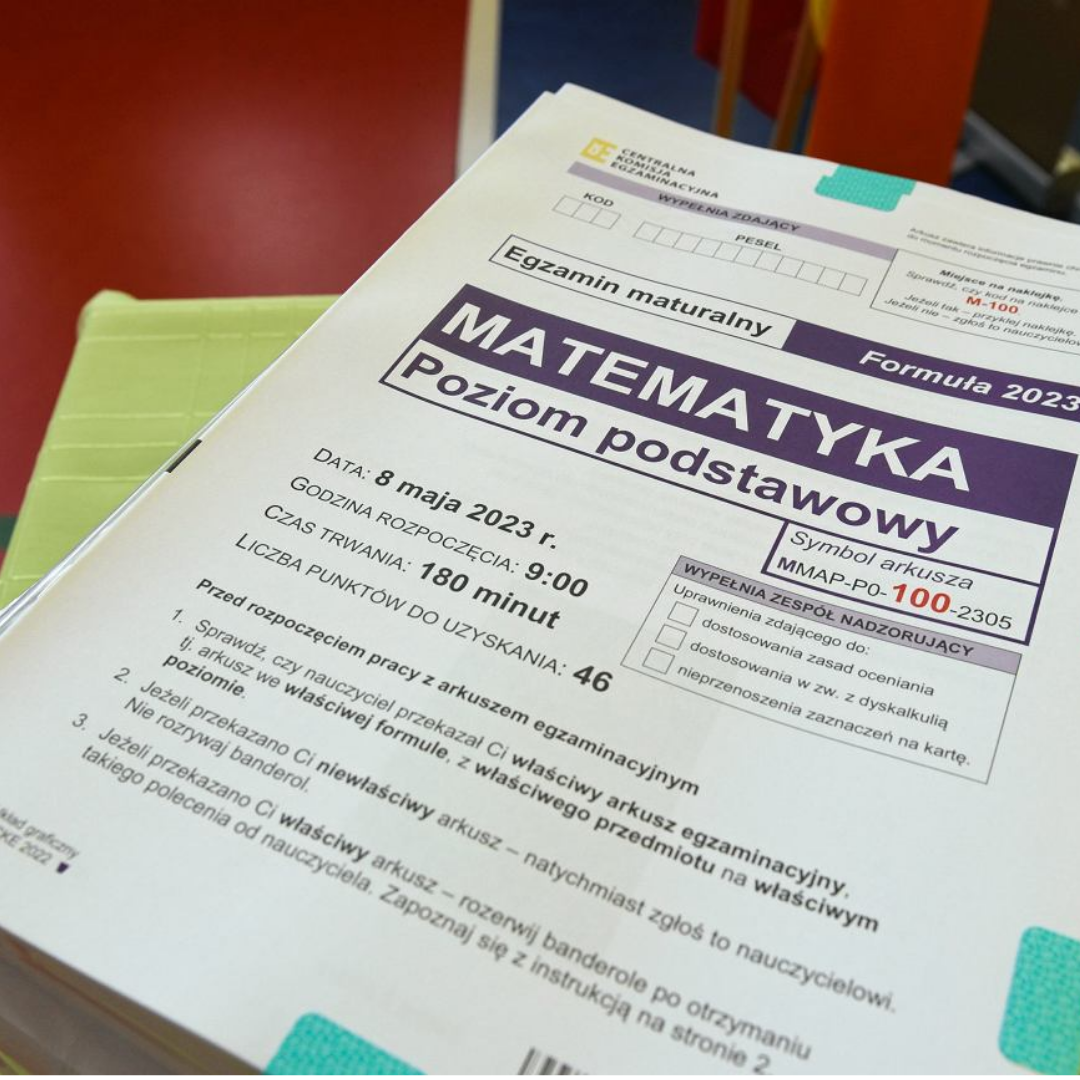 CENTRALNA
KOMISJA
EGZAMINACYJNA
WYPEŁNIA ZDAJĄCY
KOD
PESEL
Miejsce na naklejkę.
Sprawdź, czy kod na naklejce
M-100.
Jeżeli tak – przyklej naklejkę.
Jeżeli nie – zgłoś to nauczycielow
Egzamin maturalny
Formuła 2023
MATEMATYKA
Poziom podstawowy
Symbol arkusza
MMAP-P0-100-2305
DATA: 8 maja 2023 r.
GODZINA ROZPOCZĘCIA: 9:00
CZAS TRWANIA: 180 minut
LICZBA PUNKTÓW DO UZYSKANIA: 46
WYPEŁNIA ZESPÓŁ NADZORUJĄCY
Uprawnienia zdającego do:
dostosowania zasad oceniania
dostosowania w zw. z dyskalkulią
nieprzenoszenia zaznaczeń na kartę.
Przed rozpoczęciem pracy z arkuszem egzaminacyjnym
1. Sprawdź, czy nauczyciel przekazał Ci właściwy arkusz egzaminacyjny,
tj. arkusz we właściwej formule, z właściwego przedmiotu na właściwym
poziomie.
2. Jeżeli przekazano Ci niewłaściwy arkusz – natychmiast zgłoś to nauczycielowi.
Nie rozrywaj banderol.
3. Jeżeli przekazano Ci właściwy arkusz – rozerwij banderole po otrzymaniu
takiego polecenia od nauczyciela. Zapoznaj się z instrukcją na stronie 2.
kład graficzny
KE 2022